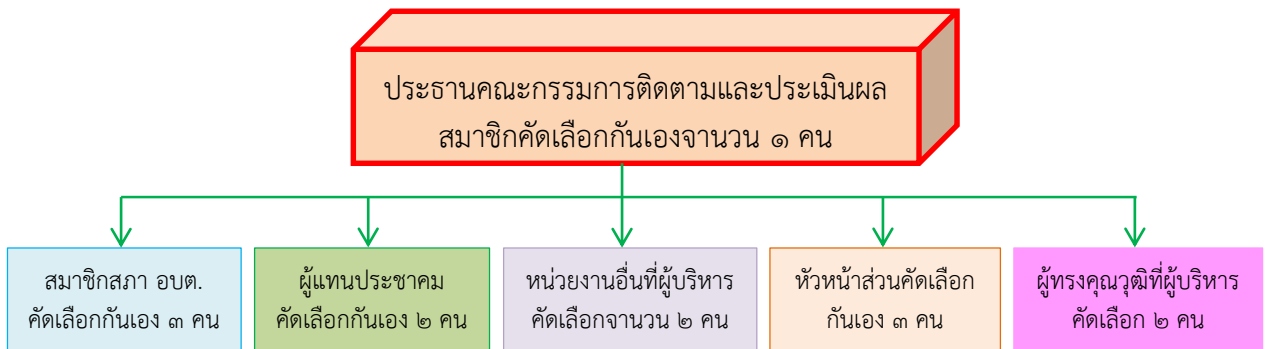 ประธานคณะกรรมการติดตามและประเมินผล
สมาชิกคัดเลือกกันเองจานวน ๑ คน
สมาชิกสภา อบต.
คัดเลือกกันเอง ๓ คน
ผู้แทนประชาคม
คัดเลือกกันเอง ๒ คน
หน่วยงานอื่นที่ผู้บริหาร
คัดเลือกจานวน ๒ คน
หัวหน้าส่วนคัดเลือก
กันเอง ๓ คน
ผู้ทรงคุณวุฒิที่ผู้บริหาร
คัดเลือก ๒ คน